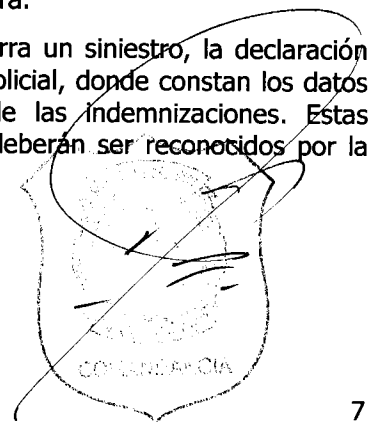 ra.
rra un siniestro, la declaración
olicial, donde constan los datos
le las indemnizaciones. Estas
deberán ser reconocidos por la
COMANDANCIA
7